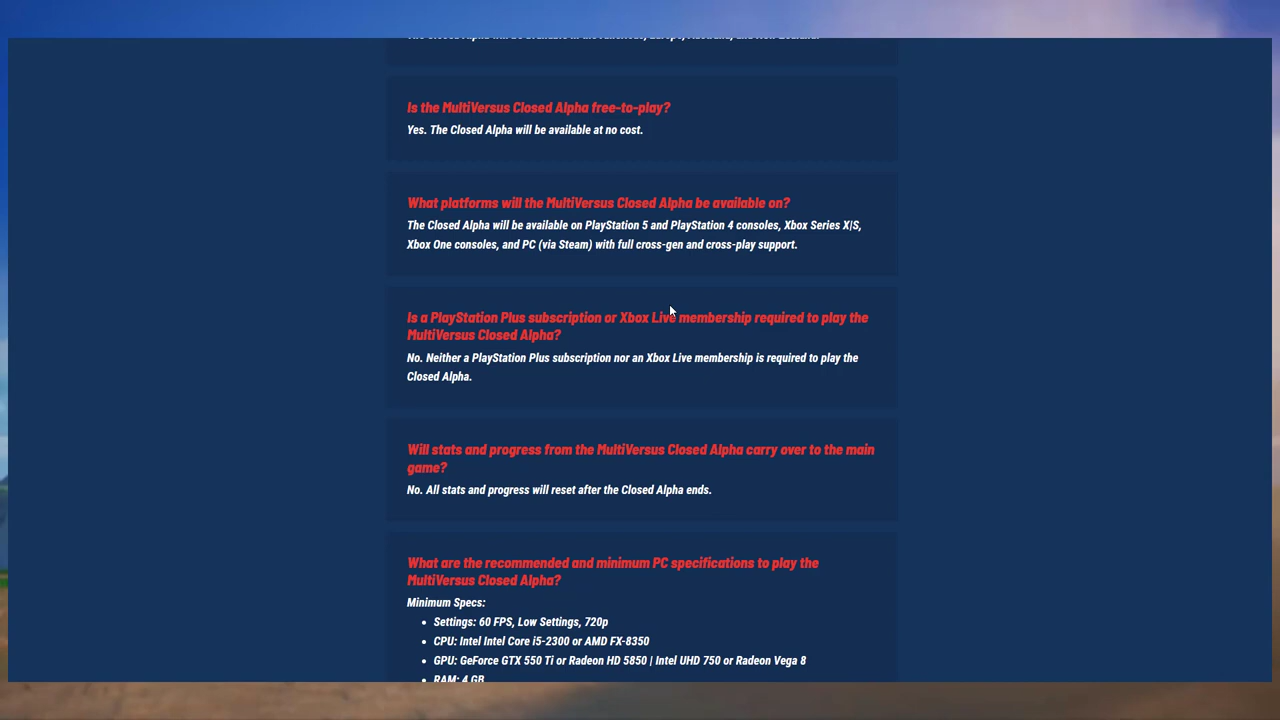 Is the MultiVersus Closed Alpha free-to-play?
Yes. The Closed Alpha will be available at no cost.
What platforms will the MultiVersus Closed Alpha be available on?
The Closed Alpha will be available on PlayStation 5 and PlayStation 4 consoles, Xbox Series X|S,
Xbox One consoles, and PC (via Steam) with full cross-gen and cross-play support.
Is a PlayStation Plus subscription or Xbox Live membership required to play the
MultiVersus Closed Alpha?
No. Neither a PlayStation Plus subscription nor an Xbox Live membership is required to play the
Closed Alpha.
Will stats and progress from the MultiVersus Closed Alpha carry over to the main
game?
No. All stats and progress will reset after the Closed Alpha ends.
What are the recommended and minimum PC specifications to play the
MultiVersus Closed Alpha?
Minimum Specs:
• Settings: 60 FPS, Low Settings, 720p
• CPU: Intel Intel Core i5-2300 or AMD FX-8350
• GPU: GeForce GTX 550 Ti or Radeon HD 5850 | Intel UHD 750 or Radeon Vega 8
• RAM: 4 GB